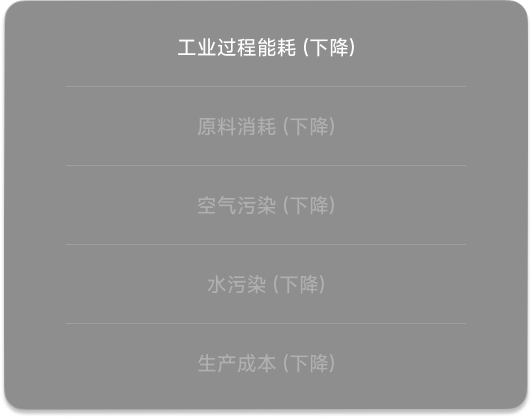 工业过程能耗 (下降)
原料消耗 (下降)
空气污染 (下降)
水污染 (下降)
生产成本 (下降)